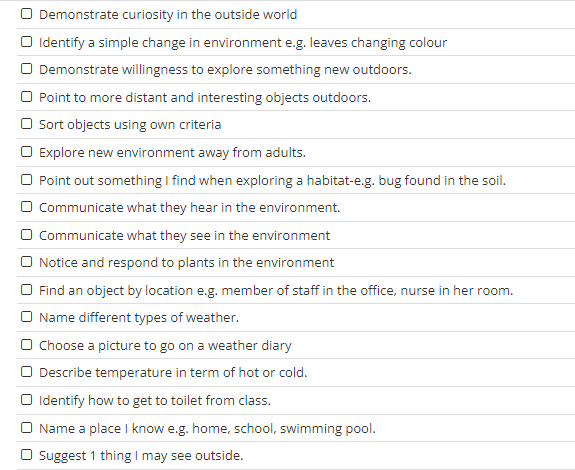 Demonstrate curiosity in the outside world
Identify a simple change in environment e.g. leaves changing colour
Demonstrate willingness to explore something new outdoors.
Point to more distant and interesting objects outdoors.
Sort objects using own criteria
Explore new environment away from adults.
Point out something I find when exploring a habitat-e.g. bug found in the soil.
Communicate what they hear in the environment.
Communicate what they see in the environment
Notice and respond to plants in the environment
Find an object by location e.g. member of staff in the office, nurse in her room.
Name different types of weather.
Choose a picture to go on a weather diary
Describe temperature in term of hot or cold.
Identify how to get to toilet from class.
Name a place I know e.g. home, school, swimming pool.
Suggest 1 thing I may see outside.